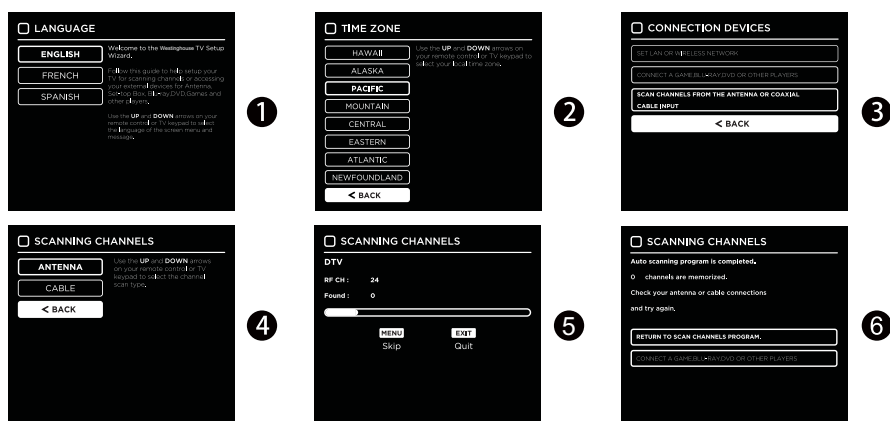 LANGUAGE
ENGLISH
FRENCH
SPANISH
Welcome to the Westinghouse TV Setup
Wizard.
Follow this guide to help setup your
TV for scanning channels or accessing
your external devices for Antenna,
Set-top Box, Blu-ray,DVD,Games and
other players.
Use the UP and DOWN arrows on your
remote control or TV keypad to select
the language of the screen menu and
message.
1
TIME ZONE
HAWAII
ALASKA
PACIFIC
MOUNTAIN
CENTRAL
EASTERN
ATLANTIC
NEWFOUNDLAND
< BACK
Use the UP and DOWN arrows on
your remote control or TV keypad to
select your local time zone.
2
CONNECTION DEVICES
SET LAN OR WIRELESS NETWORK
CONNECT A GAME,BLU-RAY,DVD OR OTHER PLAYERS
SCAN CHANNELS FROM THE ANTENNA OR COAXIAL
CABLE INPUT
< BACK
3
SCANNING CHANNELS
ANTENNA
CABLE
< BACK
Use the UP and DOWN arrows
on your remote control or TV
keypad to select the channel
scan type.
4
SCANNING CHANNELS
DTV
RF CH : 24
Found : 0
MENU EXIT
Skip Quit
5
SCANNING CHANNELS
Auto scanning program is completed.
0 channels are memorized.
Check your antenna or cable connections
and try again.
RETURN TO SCAN CHANNELS PROGRAM.
CONNECT A GAME,BLU-RAY,DVD OR OTHER PLAYERS
6